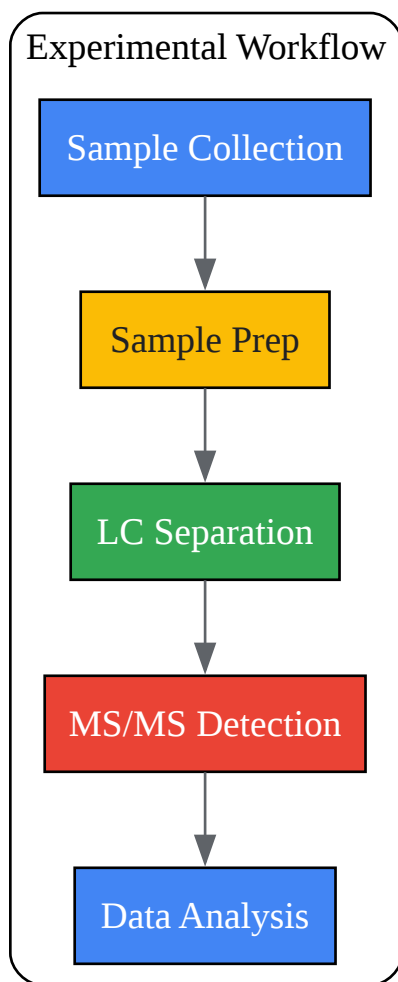 Experimental Workflow
Sample Collection
Sample Prep
LC Separation
MS/MS Detection
Data Analysis